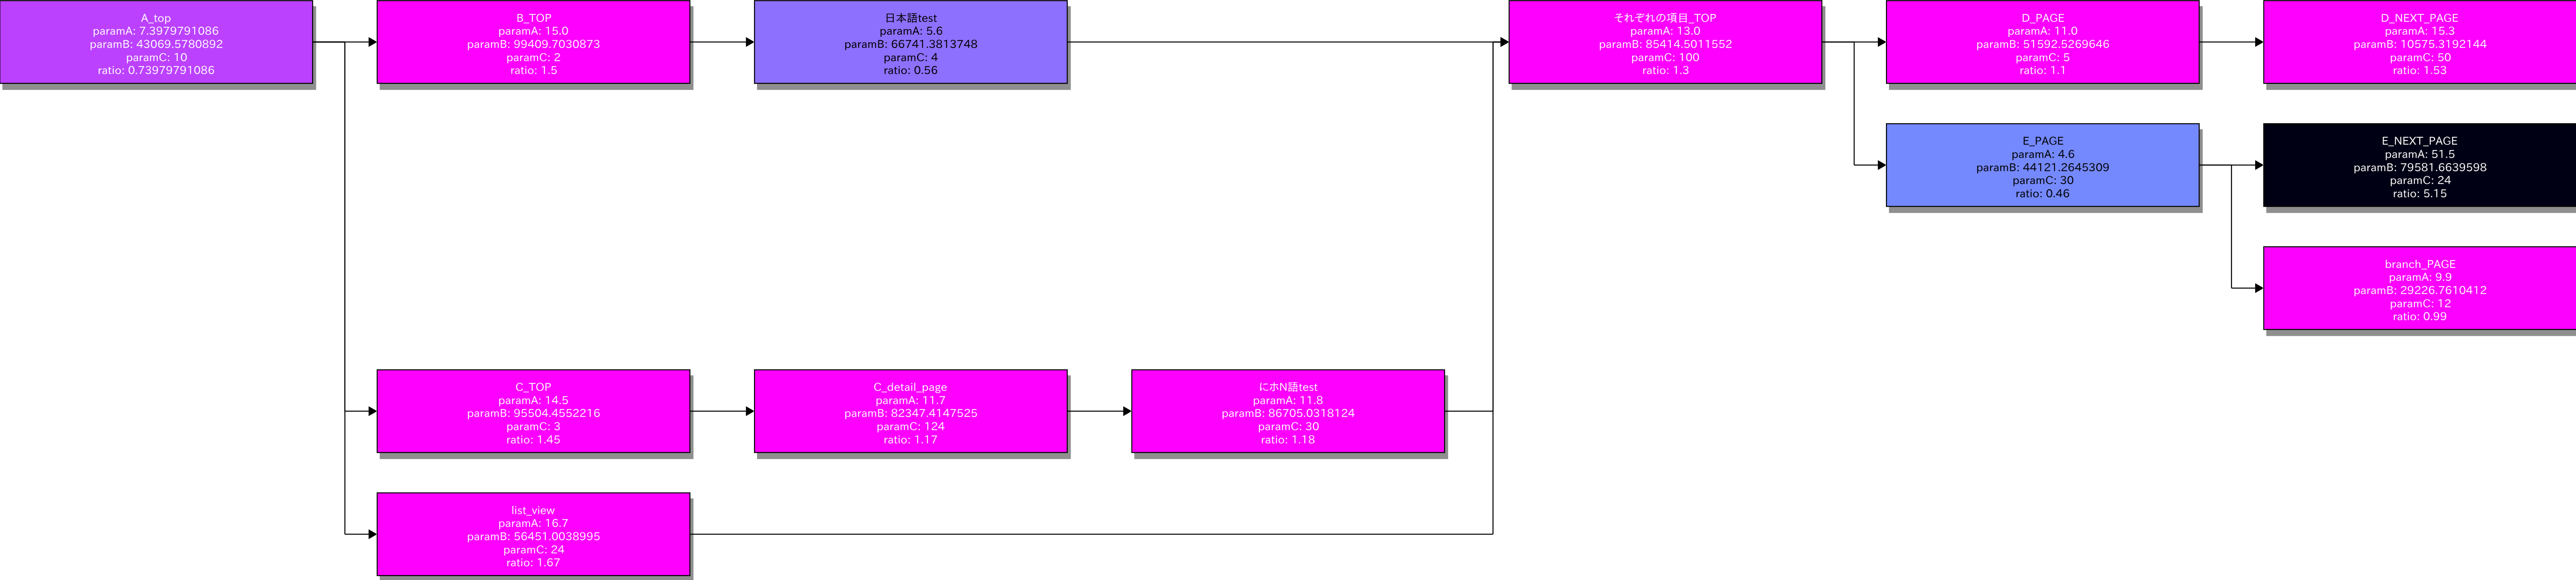 A_top
paramA: 7.3979791086
paramB: 43069.5780892
paramC: 10
ratio: 0.73979791086
B_TOP
paramA: 15.0
paramB: 99409.7030873
paramC: 2
ratio: 1.5
日本語test
paramA: 5.6
paramB: 66741.3813748
paramC: 4
ratio: 0.56
それぞれの項目_TOP
paramA: 13.0
paramB: 85414.5011552
paramC: 100
ratio: 1.3
D_PAGE
paramA: 11.0
paramB: 51592.5269646
paramC: 5
ratio: 1.1
D_NEXT_PAGE
paramA: 15.3
paramB: 10575.3192144
paramC: 50
ratio: 1.53
E_PAGE
paramA: 4.6
paramB: 44121.2645309
paramC: 30
ratio: 0.46
E_NEXT_PAGE
paramA: 51.5
paramB: 79581.6639598
paramC: 24
ratio: 5.15
branch_PAGE
paramA: 9.9
paramB: 29226.7610412
paramC: 12
ratio: 0.99
C_TOP
paramA: 14.5
paramB: 95504.4552216
paramC: 3
ratio: 1.45
C_detail_page
paramA: 11.7
paramB: 82347.4147525
paramC: 124
ratio: 1.17
にホN語test
paramA: 11.8
paramB: 86705.0318124
paramC: 30
ratio: 1.18
list_view
paramA: 16.7
paramB: 56451.0038995
paramC: 24
ratio: 1.67